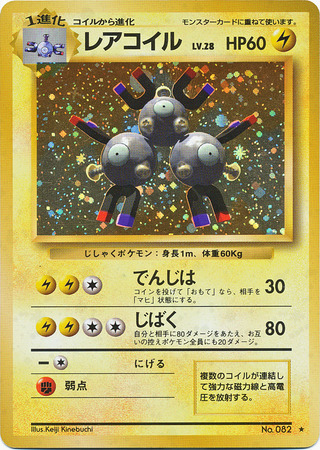 1進化 コイルから進化 モンスターカードに重ねて使います。
レアコイル LV.28 HP60
じしゃくポケモン：身長1m、体重60Kg
でんじは 30
コインを投げて「おもて」なら、相手を
「マヒ」状態にする。
じばく 80
自分と相手に80ダメージをあたえ、お互
いの控えポケモン全員にも20ダメージ。
にげる
弱点
複数のコイルが連結し
て強力な磁力線と高電
圧を放射する。
Illus.Keiji Kinebuchi No.082 ★